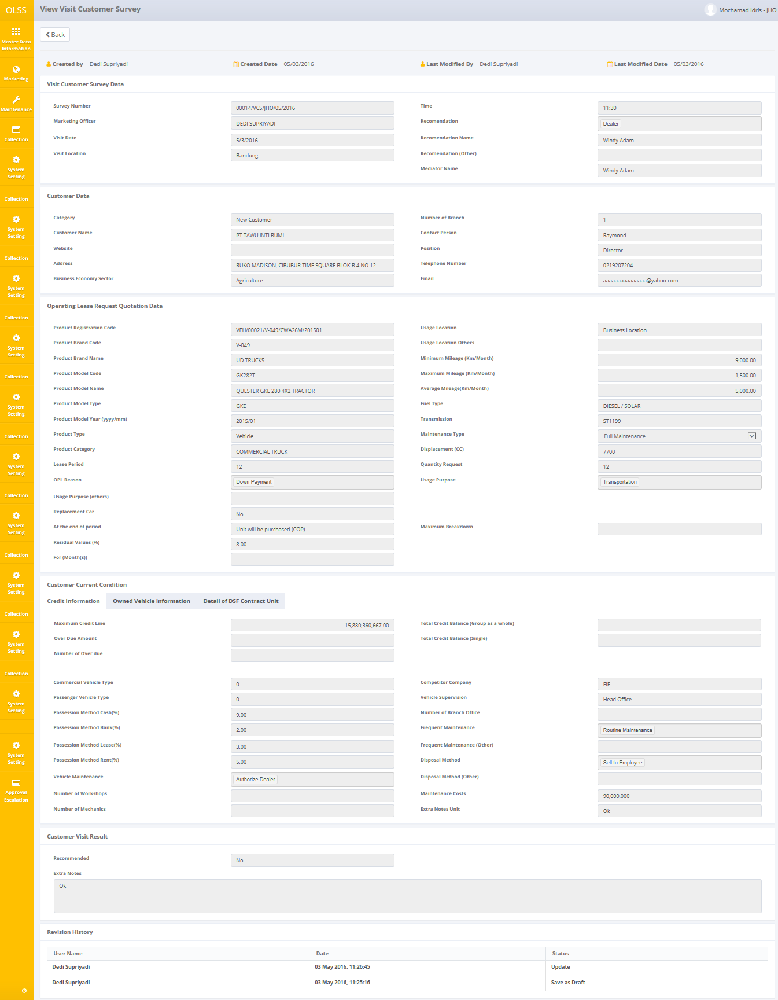 OLSS
View Visit Customer Survey
Mochamad Idris - JHO
Back
Master Data
Information
Marketing
Maintenance
Collection
System
Setting
Collection
System
Setting
Collection
System
Setting
Collection
System
Setting
Collection
System
Setting
Collection
System
Setting
Collection
System
Setting
Collection
System
Setting
Collection
System
Setting
Collection
System
Setting
System
Setting
Approval
Escalation
Created by Dedi Supriyadi
Created Date 05/03/2016
Last Modified By Dedi Supriyadi
Last Modified Date 05/03/2016
Visit Customer Survey Data
Survey Number 00014/VCS/JHO/05/2016
Time 11:30
Marketing Officer DEDI SUPRIYADI
Recomendation Dealer
Visit Date 5/3/2016
Recomendation Name Windy Adam
Visit Location Bandung
Recomendation (Other)
Mediator Name Windy Adam
Customer Data
Category New Customer
Number of Branch 1
Customer Name PT TAWU INTI BUMI
Contact Person Raymond
Website
Position Director
Address RUKO MADISON, CIBUBUR TIME SQUARE BLOK B 4 NO 12
Telephone Number 0219207204
Business Economy Sector Agriculture
Email aaaaaaaaaaaaaaa@yahoo.com
Operating Lease Request Quotation Data
Product Registration Code VEH/00021/V-049/CWA26M/201501
Usage Location Business Location
Product Brand Code V-049
Usage Location Others
Product Brand Name UD TRUCKS
Minimum Mileage (Km/Month) 9,000.00
Product Model Code GK282T
Maximum Mileage (Km/Month) 1,500.00
Product Model Name QUESTER GKE 280 4X2 TRACTOR
Average Mileage(Km/Month) 5,000.00
Product Model Type GKE
Fuel Type DIESEL / SOLAR
Product Model Year (yyyy/mm) 2015/01
Transmission ST1199
Product Type Vehicle
Maintenance Type Full Maintenance
Product Category COMMERCIAL TRUCK
Displacement (CC) 7700
Lease Period 12
Quantity Request 12
OPL Reason Down Payment
Usage Purpose Transportation
Usage Purpose (others)
Replacement Car No
At the end of period Unit will be purchased (COP)
Maximum Breakdown
Residual Values (%) 8.00
For (Month(s))
Customer Current Condition
Credit Information Owned Vehicle Information Detail of DSF Contract Unit
Maximum Credit Line 15,880,360,667.00
Total Credit Balance (Group as a whole)
Over Due Amount
Total Credit Balance (Single)
Number of Over due
Commercial Vehicle Type 0
Competitor Company FIF
Passenger Vehicle Type 0
Vehicle Supervision Head Office
Possession Method Cash(%) 9.00
Number of Branch Office
Possession Method Bank(%) 2.00
Frequent Maintenance Routine Maintenance
Possession Method Lease(%) 3.00
Frequent Maintenance (Other)
Possession Method Rent(%) 5.00
Disposal Method Sell to Employee
Vehicle Maintenance Authorize Dealer
Disposal Method (Other)
Number of Workshops
Maintenance Costs 90,000,000
Number of Mechanics
Extra Notes Unit Ok
Customer Visit Result
Recommended No
Extra Notes
Ok
Revision History
User Name Date Status
Dedi Supriyadi 03 May 2016, 11:26:45 Update
Dedi Supriyadi 03 May 2016, 11:25:16 Save as Draft